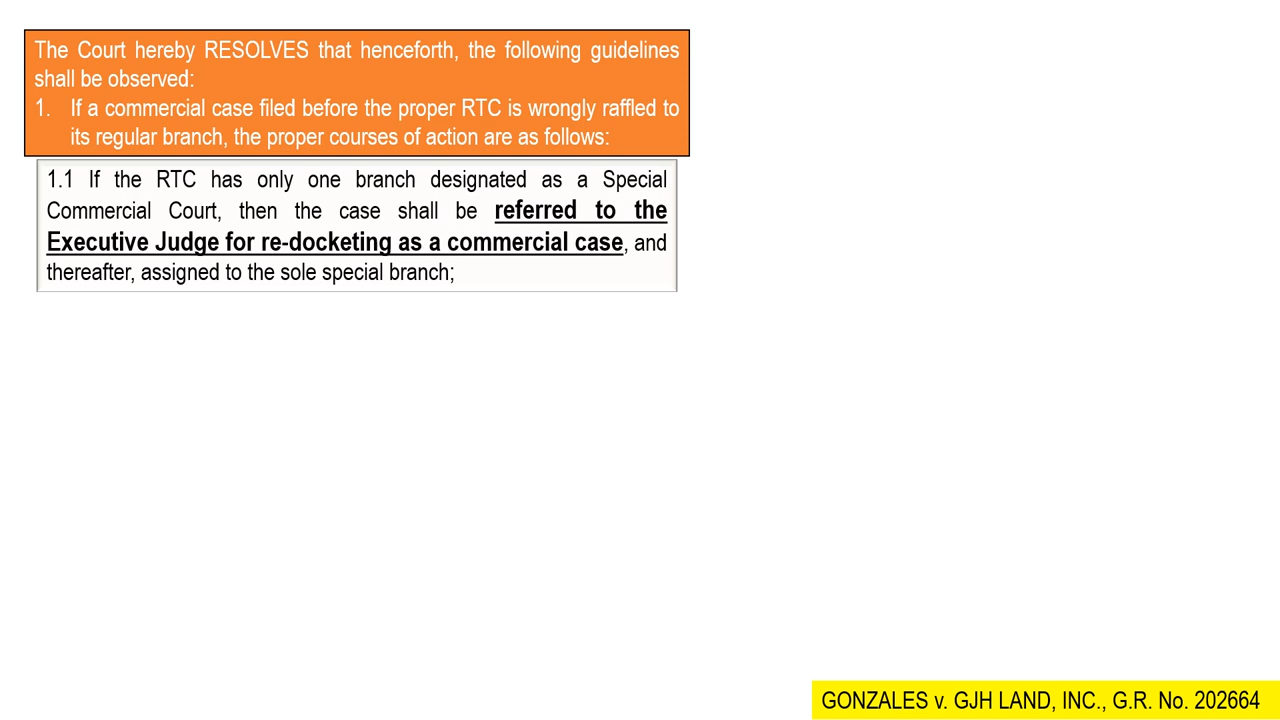 The Court hereby RESOLVES that henceforth, the following guidelines
shall be observed:
1. If a commercial case filed before the proper RTC is wrongly raffled to
its regular branch, the proper courses of action are as follows:
1.1 If the RTC has only one branch designated as a Special
Commercial Court, then the case shall be referred to the
Executive Judge for re-docketing as a commercial case, and
thereafter, assigned to the sole special branch;
GONZALES v. GJH LAND, INC., G.R. No. 202664